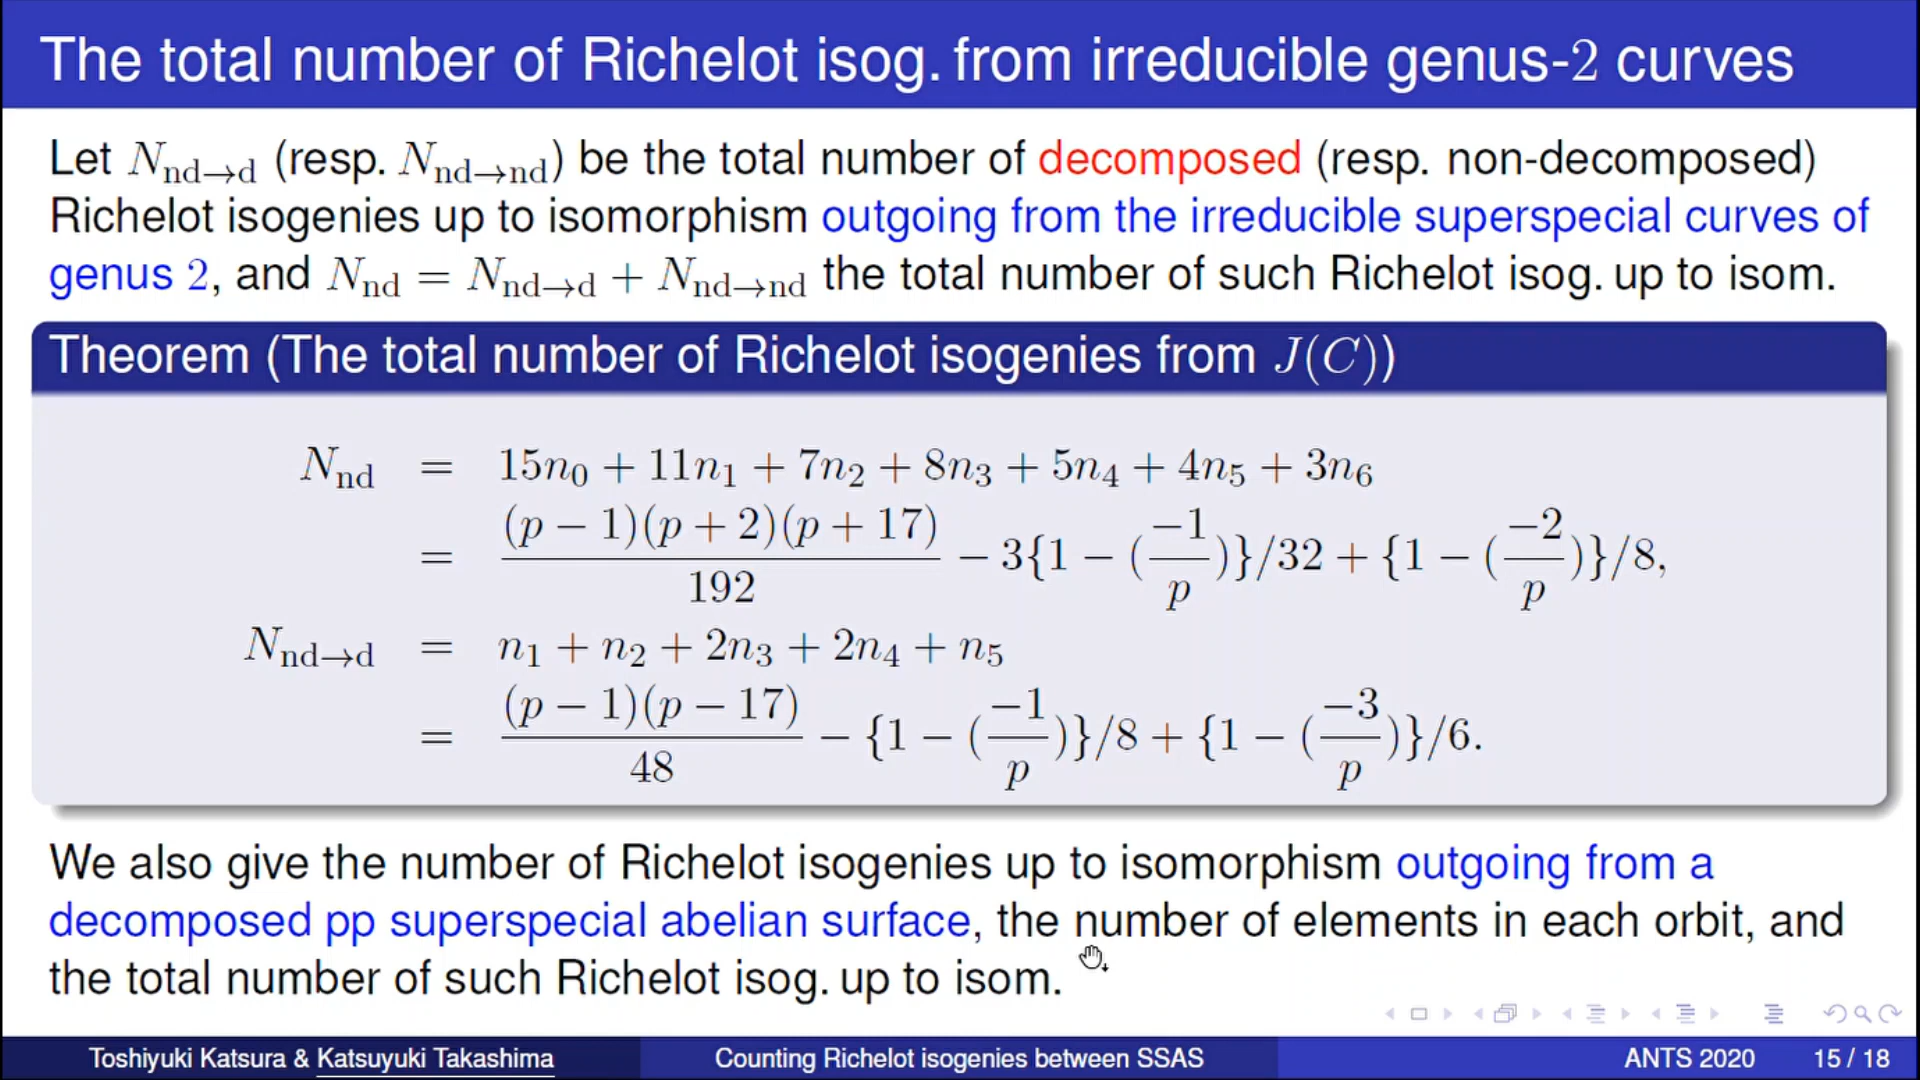 The total number of Richelot isog. from irreducible genus-2 curves
Let N_{nd→d} (resp. N_{nd→nd}) be the total number of decomposed (resp. non-decomposed)
Richelot isogenies up to isomorphism outgoing from the irreducible superspecial curves of
genus 2, and N_{nd} = N_{nd→d} + N_{nd→nd} the total number of such Richelot isog. up to isom.
Theorem (The total number of Richelot isogenies from J(C))
N_{nd} = 15n_0 + 11n_1 + 7n_2 + 8n_3 + 5n_4 + 4n_5 + 3n_6
= \frac{(p − 1)(p + 2)(p + 17)}{192} − 3{1 − (\frac{−1}{p})}/32 + {1 − (\frac{−2}{p})}/8,
N_{nd→d} = n_1 + n_2 + 2n_3 + 2n_4 + n_5
= \frac{(p − 1)(p − 17)}{48} − {1 − (\frac{−1}{p})}/8 + {1 − (\frac{−3}{p})}/6.
We also give the number of Richelot isogenies up to isomorphism outgoing from a
decomposed pp superspecial abelian surface, the number of elements in each orbit, and
the total number of such Richelot isog. up to isom.
Toshiyuki Katsura & Katsuyuki Takashima Counting Richelot isogenies between SSAS ANTS 2020 15 / 18